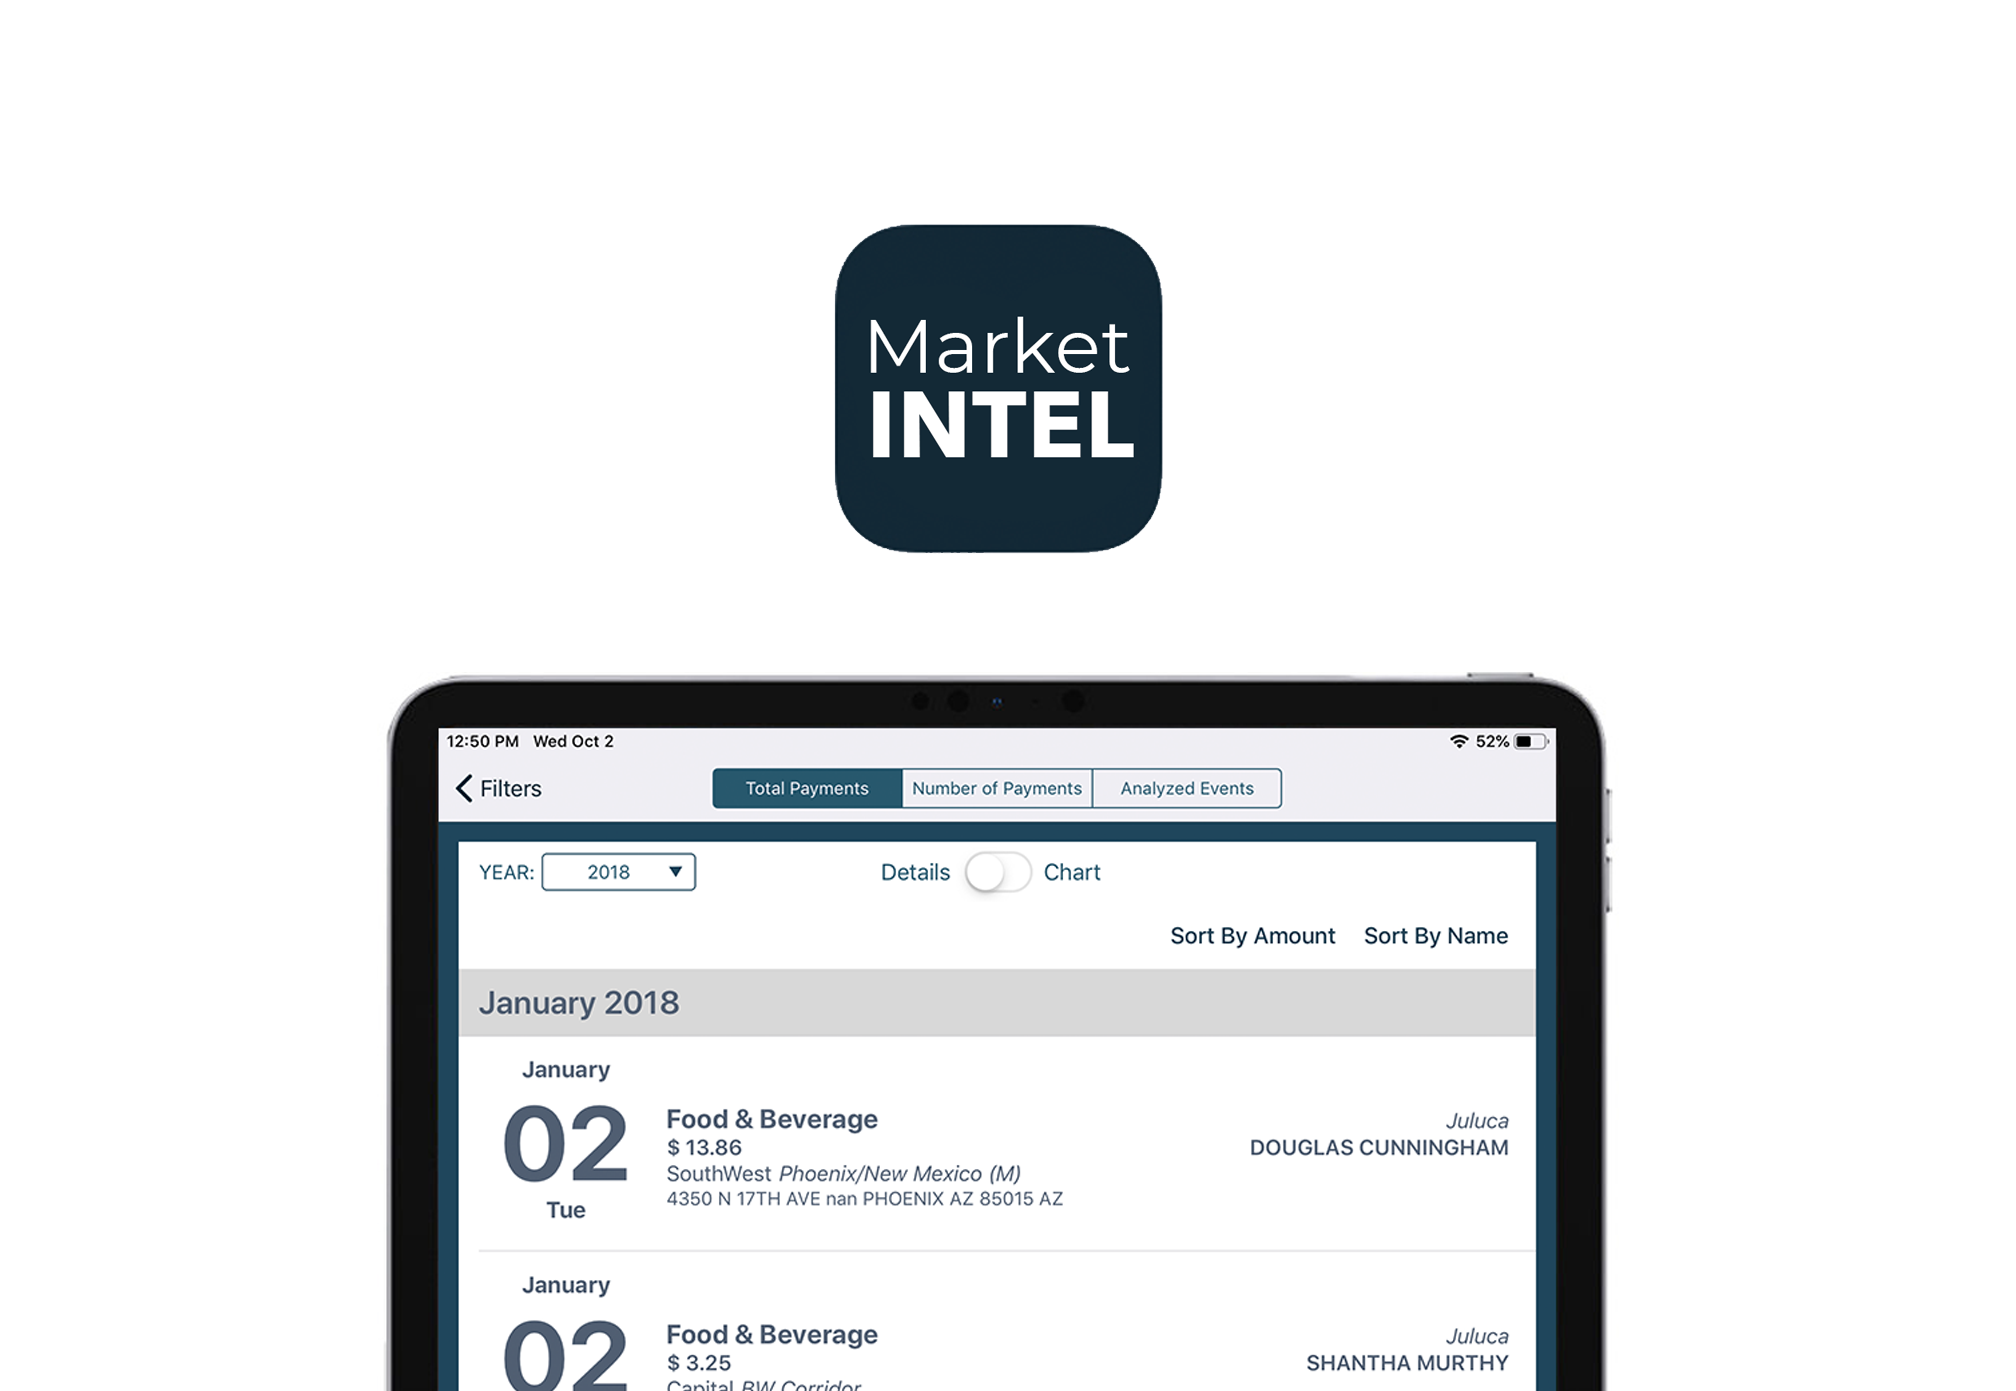 Market
INTEL
12:50 PM Wed Oct 2
52%
Filters
Total Payments
Number of Payments
Analyzed Events
YEAR: 2018
Details
Chart
Sort By Amount
Sort By Name
January 2018
January
02
Tue
Food & Beverage
$ 13.86
SouthWest Phoenix/New Mexico (M)
4350 N 17TH AVE nan PHOENIX AZ 85015 AZ
Juluca
DOUGLAS CUNNINGHAM
January
02
Food & Beverage
$ 3.25
Capital BW Corridor
Juluca
SHANTHA MURTHY